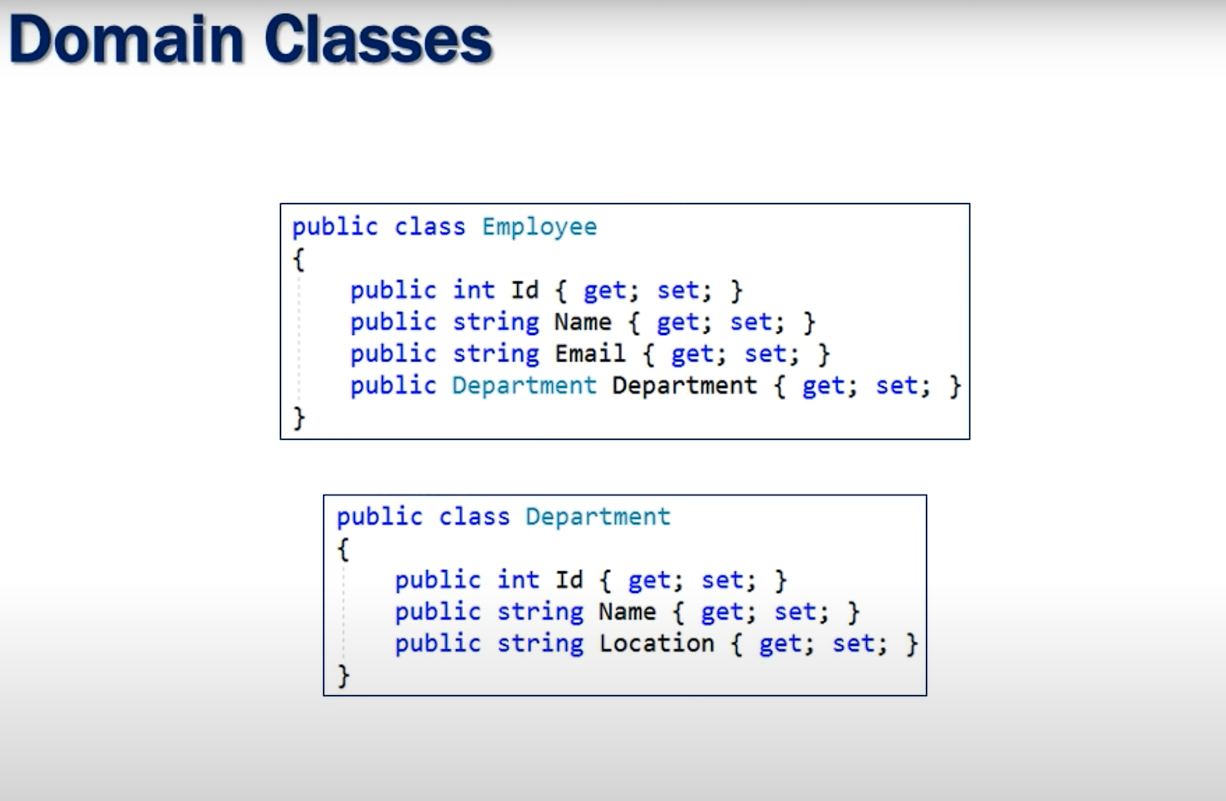 Domain Classes
public class Employee
{
    public int Id { get; set; }
    public string Name { get; set; }
    public string Email { get; set; }
    public Department Department { get; set; }
}
public class Department
{
    public int Id { get; set; }
    public string Name { get; set; }
    public string Location { get; set; }
}